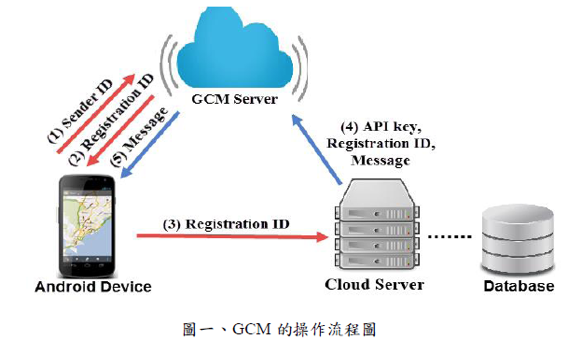 GCM Server
(1) Sender ID
(2) Registration ID
(5) Message
(4) API key,
Registration ID,
Message
(3) Registration ID
Android Device
Cloud Server
Database
圖一、GCM 的操作流程圖